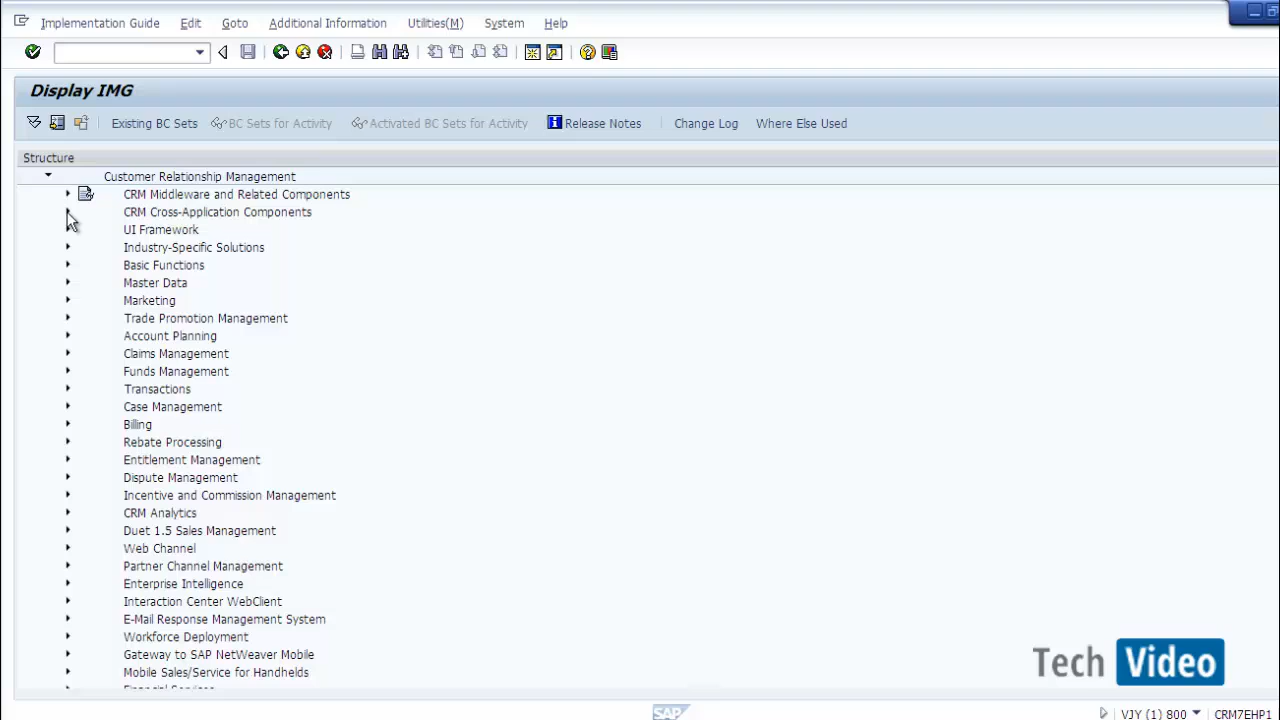 Implementation Guide Edit Goto Additional Information Utilities(M) System Help
Display IMG
Existing BC Sets BC Sets for Activity Activated BC Sets for Activity Release Notes Change Log Where Else Used
Structure
Customer Relationship Management
CRM Middleware and Related Components
CRM Cross-Application Components
UI Framework
Industry-Specific Solutions
Basic Functions
Master Data
Marketing
Trade Promotion Management
Account Planning
Claims Management
Funds Management
Transactions
Case Management
Billing
Rebate Processing
Entitlement Management
Dispute Management
Incentive and Commission Management
CRM Analytics
Duet 1.5 Sales Management
Web Channel
Partner Channel Management
Enterprise Intelligence
Interaction Center WebClient
E-Mail Response Management System
Workforce Deployment
Gateway to SAP NetWeaver Mobile
Mobile Sales/Service for Handhelds
Financial Services
Tech Video
SAP VJY (1) 800 CRM7EHP1